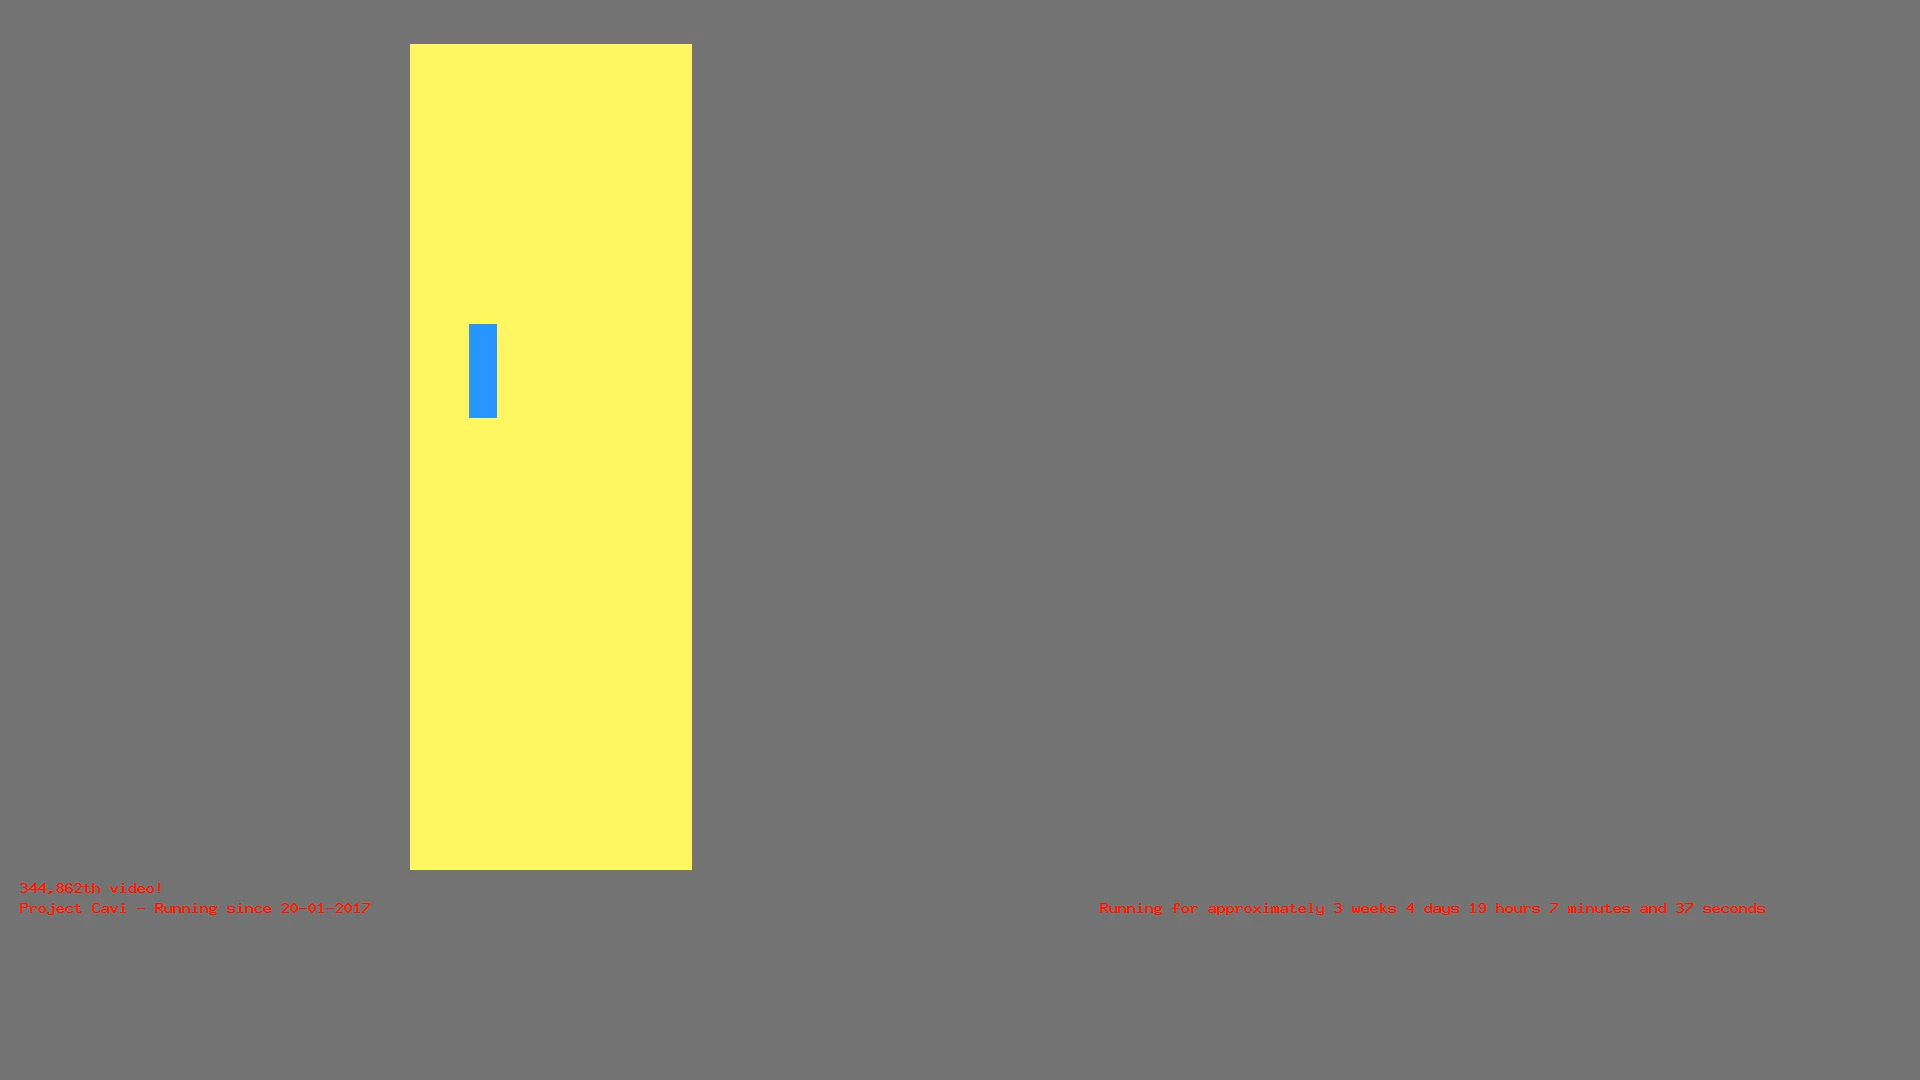 344,862th video!
Project Cavi - Running since 20-01-2017
Running for approximately 3 weeks 4 days 19 hours 7 minutes and 37 seconds